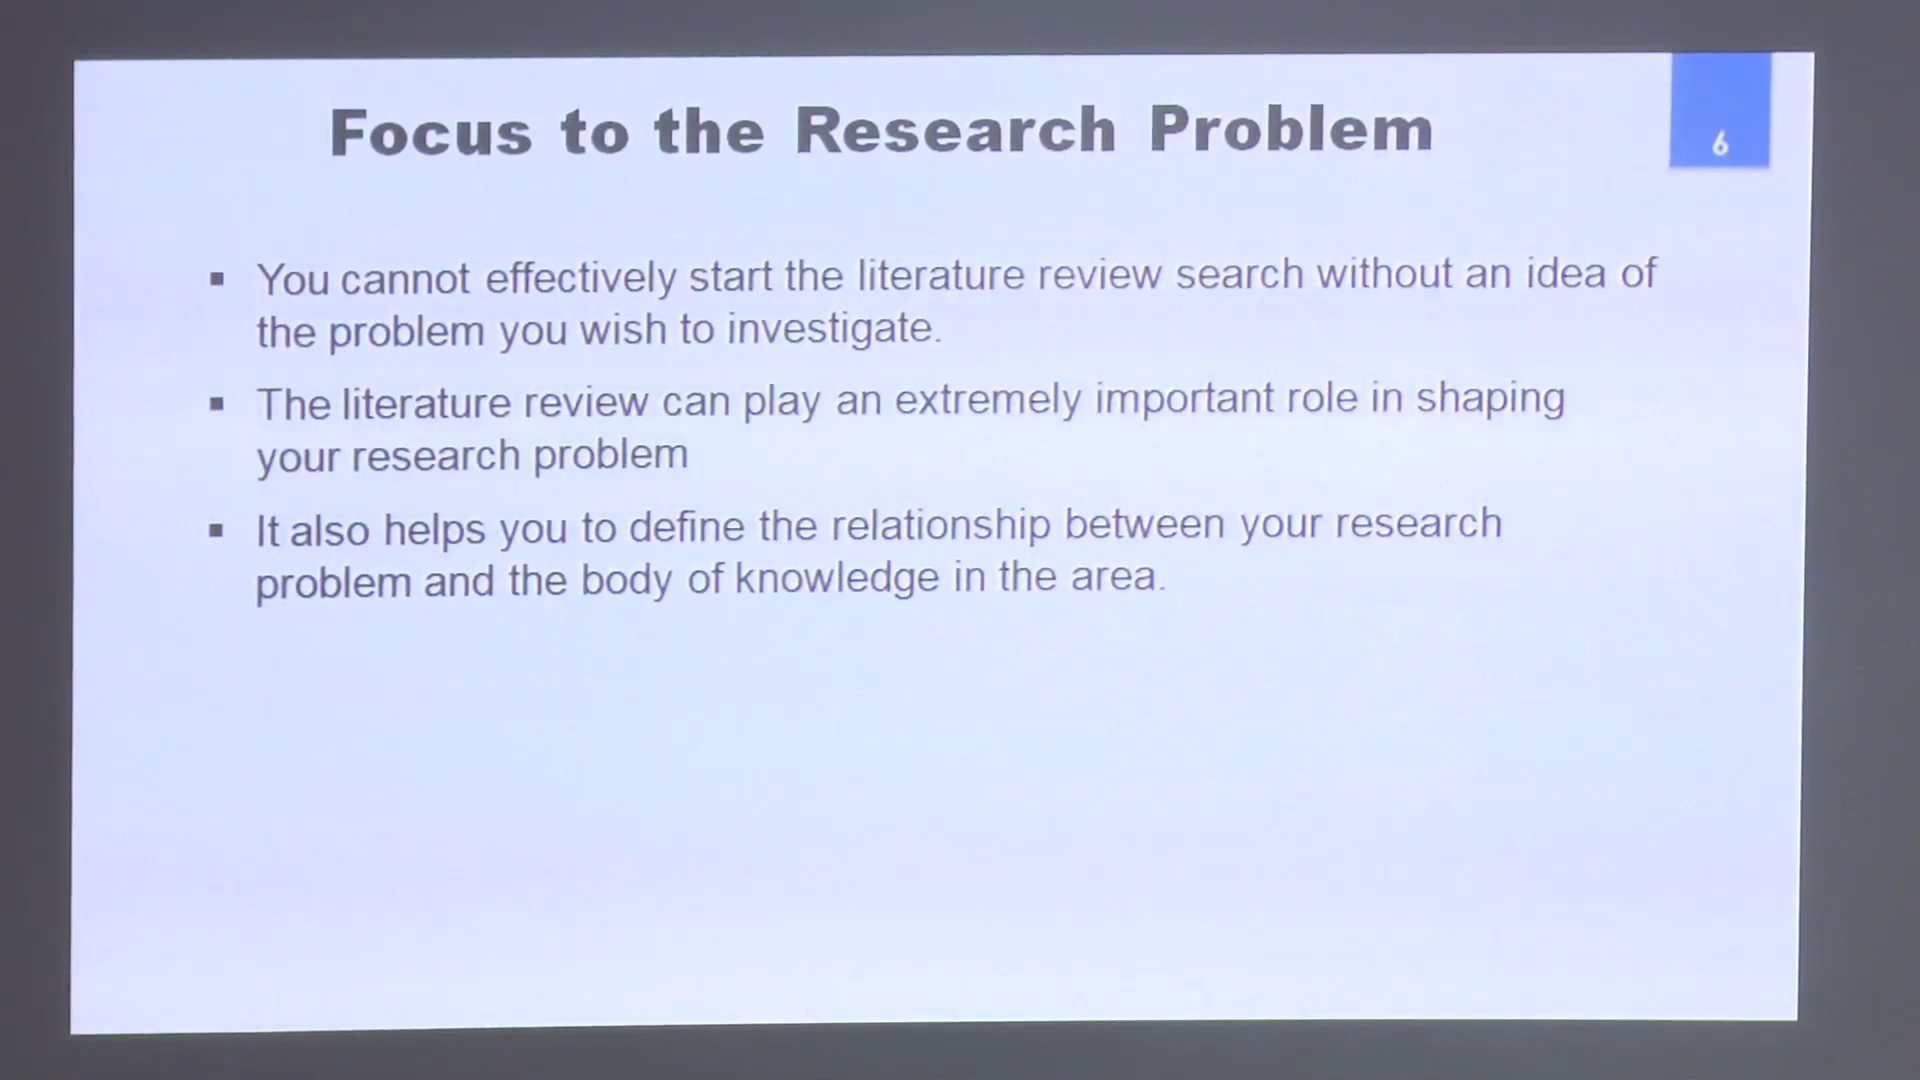 Focus to the Research Problem
6
▪ You cannot effectively start the literature review search without an idea of
the problem you wish to investigate.
▪ The literature review can play an extremely important role in shaping
your research problem
▪ It also helps you to define the relationship between your research
problem and the body of knowledge in the area.